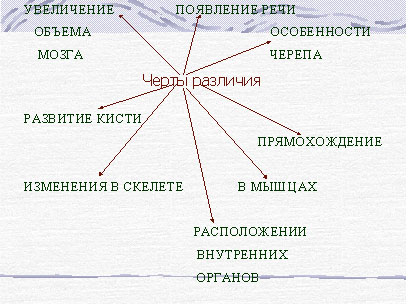 УВЕЛИЧЕНИЕ
ОБЪЕМА
МОЗГА
ПОЯВЛЕНИЕ РЕЧИ
ОСОБЕННОСТИ
ЧЕРЕПА
Черты различия
РАЗВИТИЕ КИСТИ
ПРЯМОХОЖДЕНИЕ
ИЗМЕНЕНИЯ В СКЕЛЕТЕ
В МЫШЦАХ
РАСПОЛОЖЕНИИ
ВНУТРЕННИХ
ОРГАНОВ